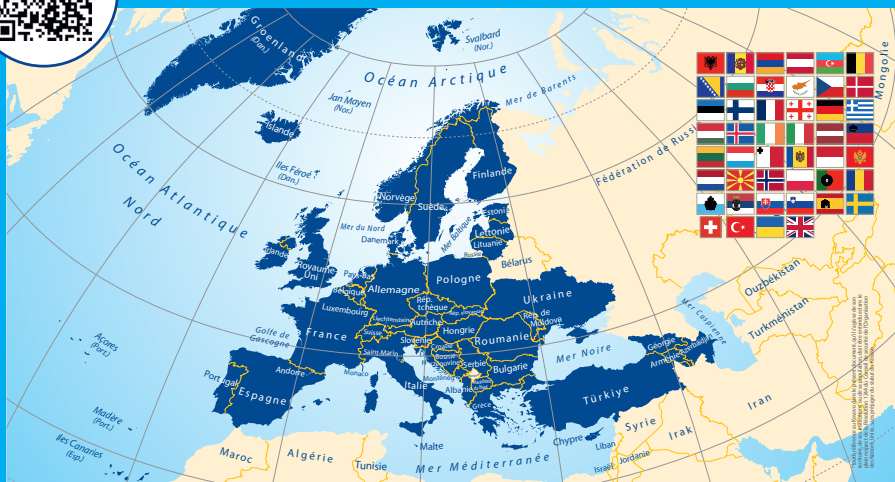 Groenland
(Dan.)
Svalbard
(Nor.)
Océan Arctique
Mer de Barents
Jan Mayen
(Nor.)
Islande
Iles Féroé
(Dan.)
Océan Atlantique
Nord
Mongolie
Fédération de Russie
Finlande
Norvège
Suède
Estonie
Lettonie
Lituanie
Russie
Mer Baltique
Mer du Nord
Danemark
Irlande
Royaume
Uni
Pays-Bas
Belgique
Allemagne
Pologne
Bélarus
Luxembourg
Rép.
tchèque
Rép. slovaque
Ukraine
Liechtenstein
Autriche
Hongrie
Rép. de
Moldova
France
Suisse
Slovénie
Croatie
Roumanie
Golfe de
Gascogne
Saint-Marin
Bosnie
Herzégovine
Serbie
Bulgarie
Mer Noire
Géorgie
Arménie
Azerbaïdjan
Mer Caspienne
Ouzbékistan
Turkménistan
Andorre
Monaco
Monténégro
Italie
Albanie
Portugal
Espagne
Grèce
Türkiye
Açores
(Port.)
Madère
(Port.)
Iles Canaries
(Esp.)
Maroc
Algérie
Tunisie
Malte
Mer Méditerranée
Chypre
Liban
Israël
Jordanie
Syrie
Irak
Iran